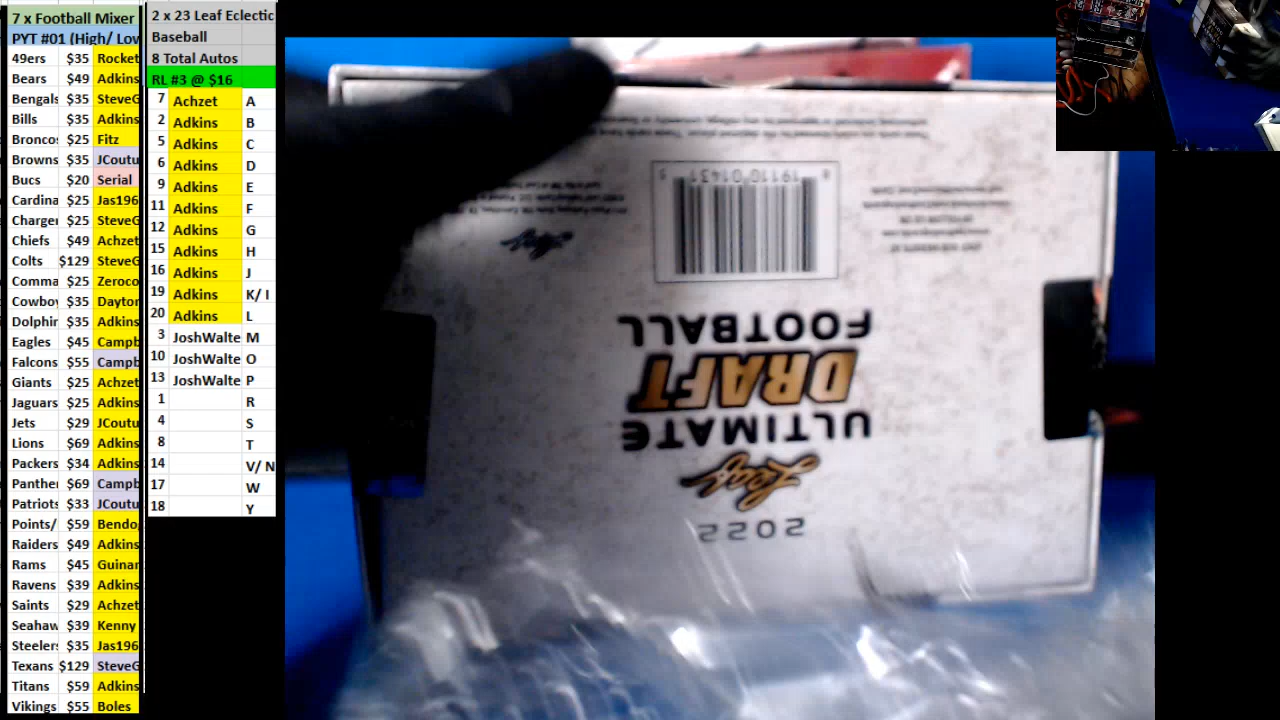 7 x Football Mixer
PYT #01 (High/ Lov
49ers $35 Rocket
Bears $49 Adkins
Bengals $35 SteveG
Bills $35 Adkins
Broncos $25 Fitz
Browns $35 JCoutu
Bucs $20 Serial
Cardina $25 Jas196
Charger $25 SteveG
Chiefs $49 Achzet
Colts $129 SteveG
Comma $25 Zeroco
Cowboy $35 Dayton
Dolphin $35 Adkins
Eagles $45 Campb
Falcons $55 Campb
Giants $25 Achzet
Jaguars $25 Adkins
Jets $29 JCoutu
Lions $69 Adkins
Packers $34 Adkins
Panthe $69 Campb
Patriots $33 JCoutu
Points/ $59 Bendo
Raiders $49 Adkins
Rams $45 Guinar
Ravens $39 Adkins
Saints $29 Achzet
Seahaw $39 Kenny
Steelers $35 Jas196
Texans $129 SteveG
Titans $59 Adkins
Vikings $55 Boles
2 x 23 Leaf Eclectic
Baseball
8 Total Autos
RL #3 @ $16
7 Achzet A
2 Adkins B
5 Adkins C
6 Adkins D
9 Adkins E
11 Adkins F
12 Adkins G
15 Adkins H
16 Adkins J
19 Adkins K/ I
20 Adkins L
3 JoshWalte M
10 JoshWalte O
13 JoshWalte P
1 R
4 S
8 T
14 V/ N
17 W
18 Y
2022
Leaf
ULTIMATE
DRAFT
FOOTBALL
8 19110 01431 5
Leaf